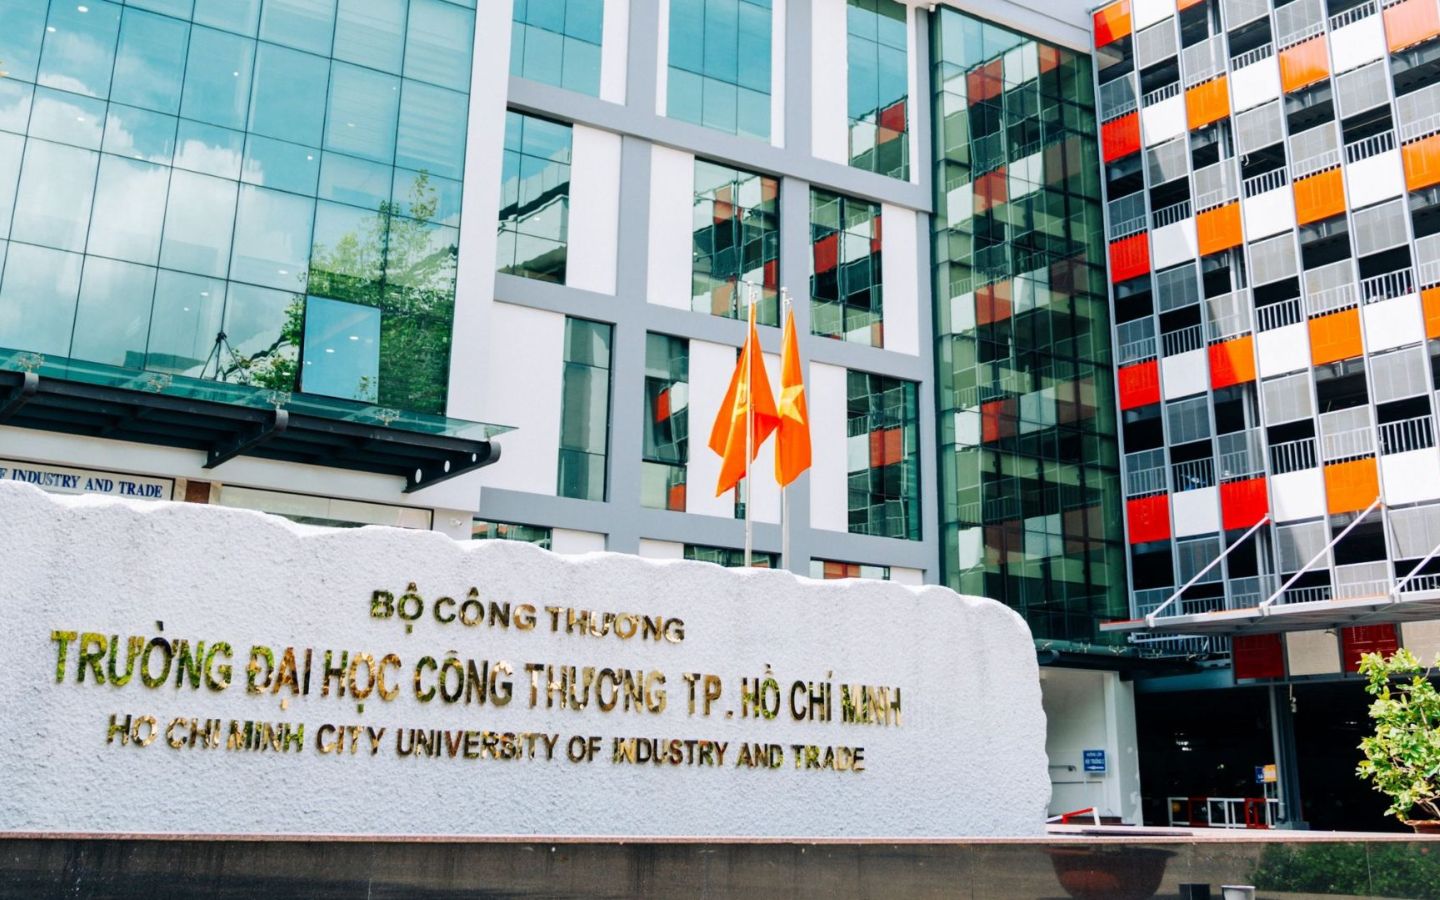 INDUSTRY AND TRADE
BỘ CÔNG THƯƠNG
TRƯỜNG ĐẠI HỌC CÔNG THƯƠNG TP. HỒ CHÍ MINH
HO CHI MINH CITY UNIVERSITY OF INDUSTRY AND TRADE